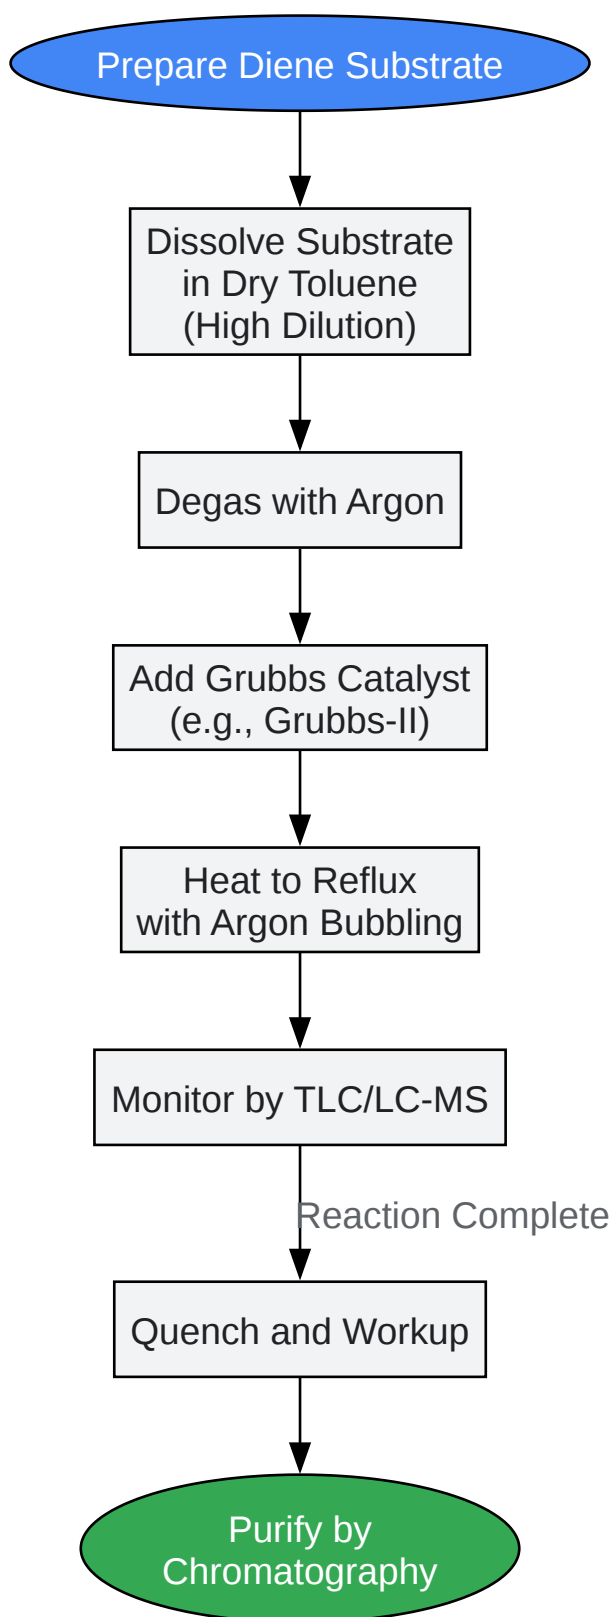 Prepare Diene Substrate
Dissolve Substrate
in Dry Toluene
(High Dilution)
Degas with Argon
Add Grubbs Catalyst
(e.g., Grubbs-II)
Heat to Reflux
with Argon Bubbling
Monitor by TLC/LC-MS
Reaction Complete
Quench and Workup
Purify by
Chromatography